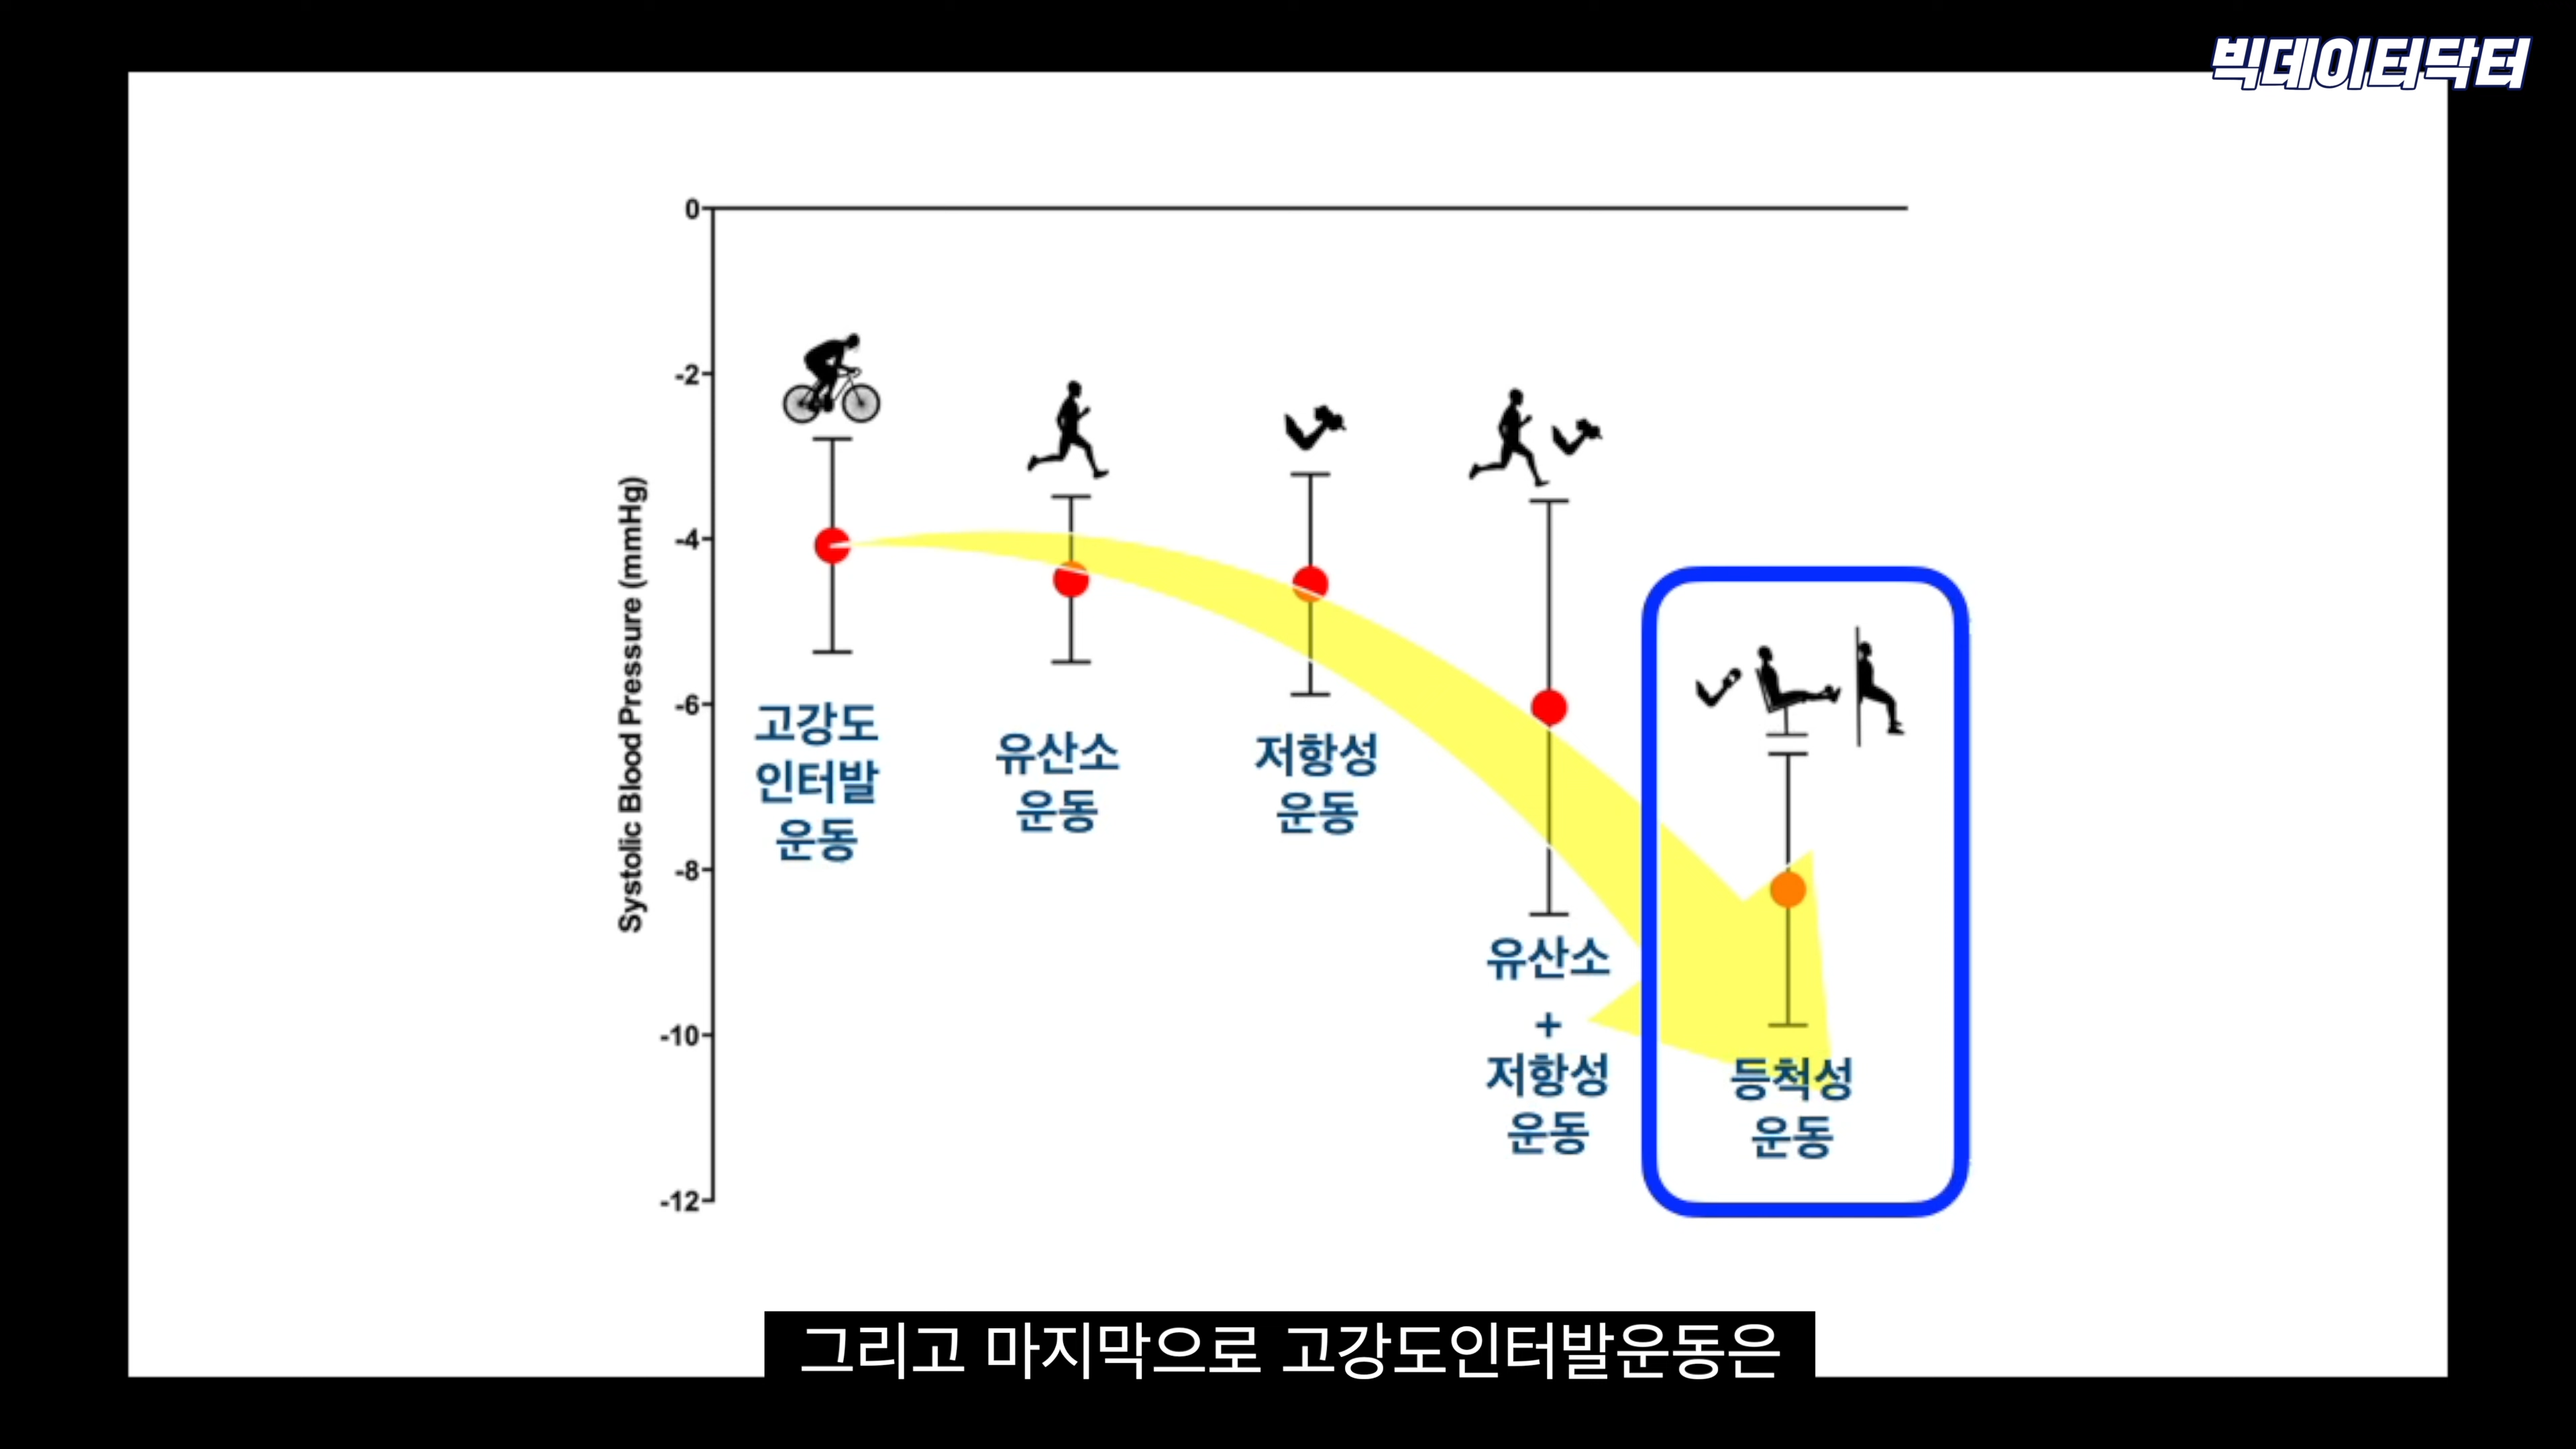 빅데이터닥터
0
-2
-4
-6
-8
-10
-12
Systolic Blood Pressure (mmHg)
고강도
인터발
운동
유산소
운동
저항성
운동
유산소
+
저항성
운동
등척성
운동
그리고 마지막으로 고강도인터발운동은